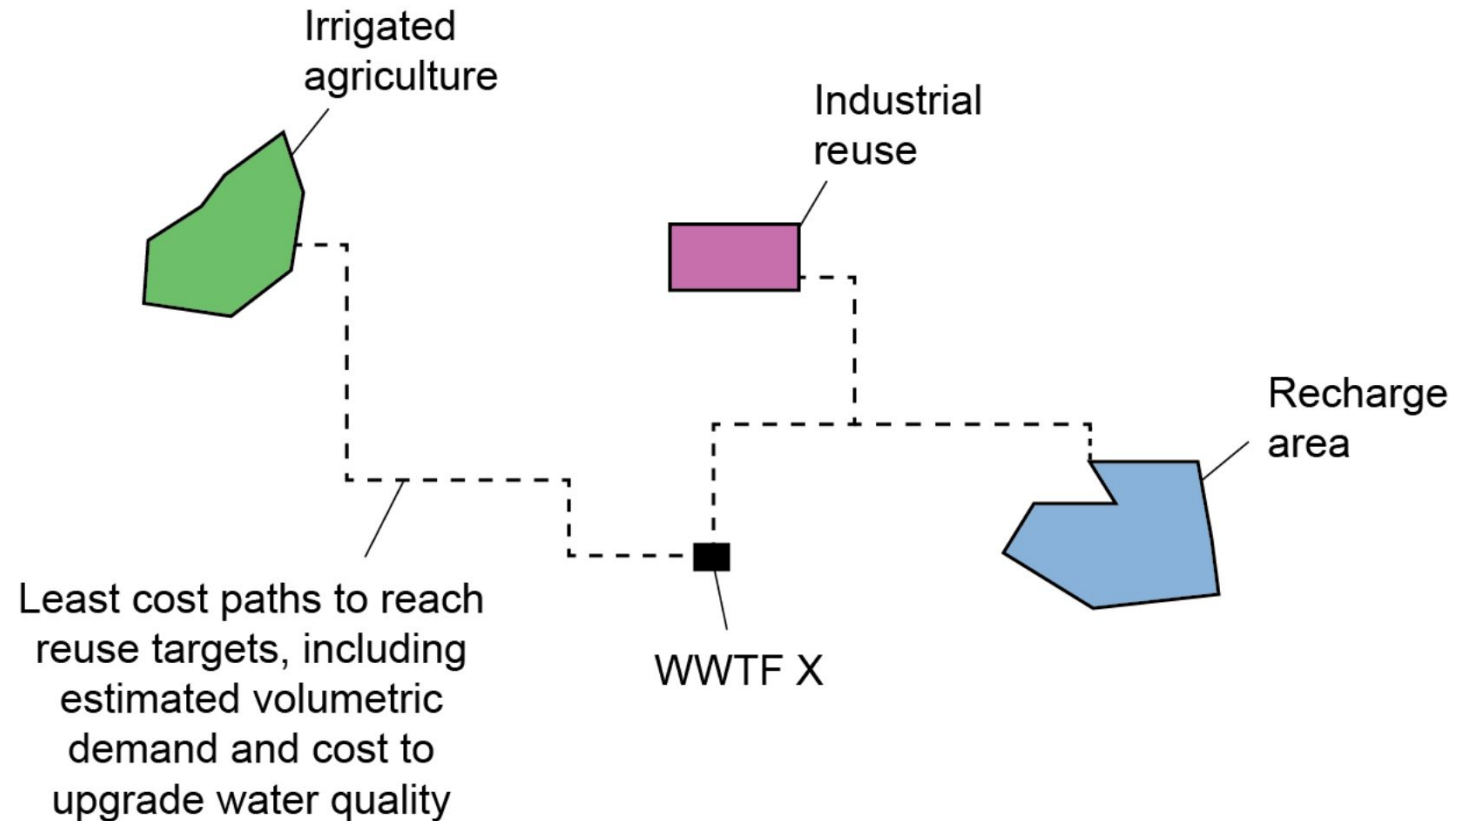 Irrigated
agriculture
Industrial
reuse
Recharge
area
Least cost paths to reach
reuse targets, including
estimated volumetric
demand and cost to
upgrade water quality
WWTF X